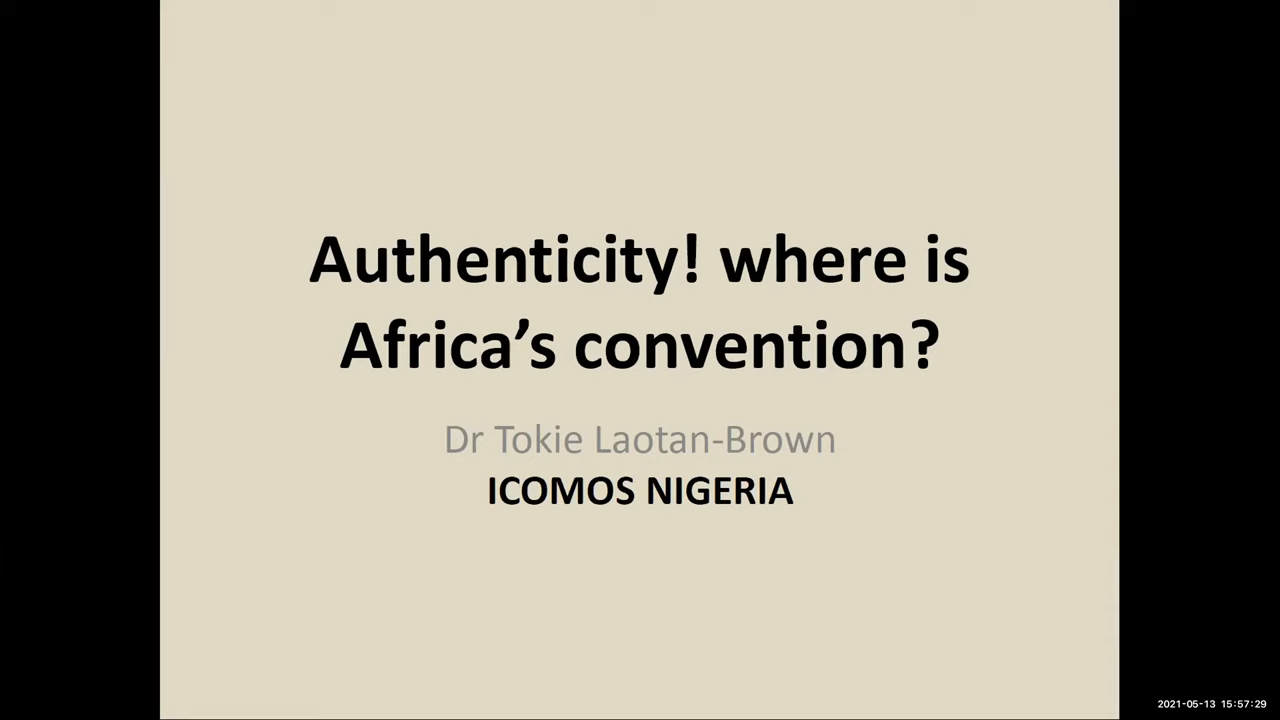 Authenticity! where is
Africa’s convention?
Dr Tokie Laotan-Brown
ICOMOS NIGERIA
2021-05-13 15:57:29